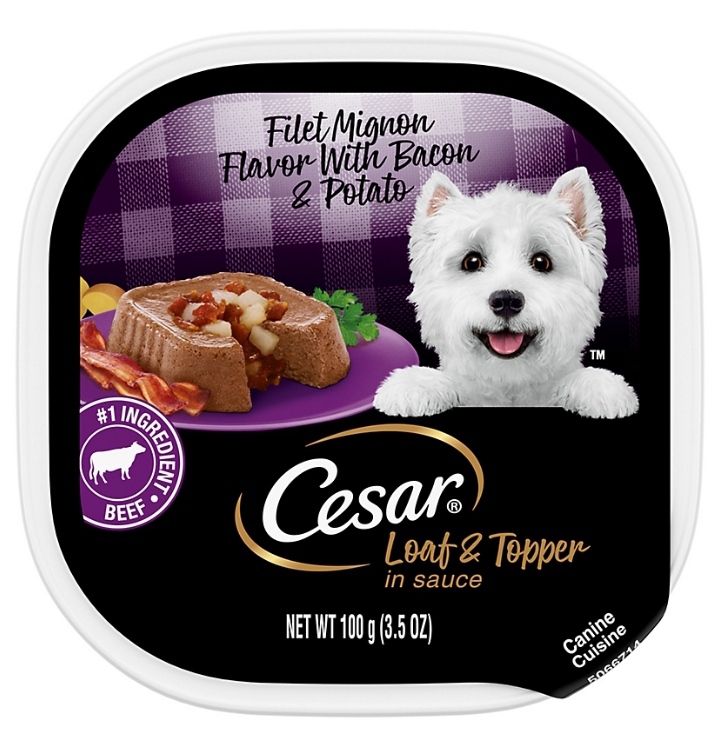 Filet Mignon
Flavor With Bacon
& Potato
TM
#1 INGREDIENT •
BEEF
Cesar®
Loaf & Topper
in sauce
NET WT 100 g (3.5 OZ)
Canine
Cuisine